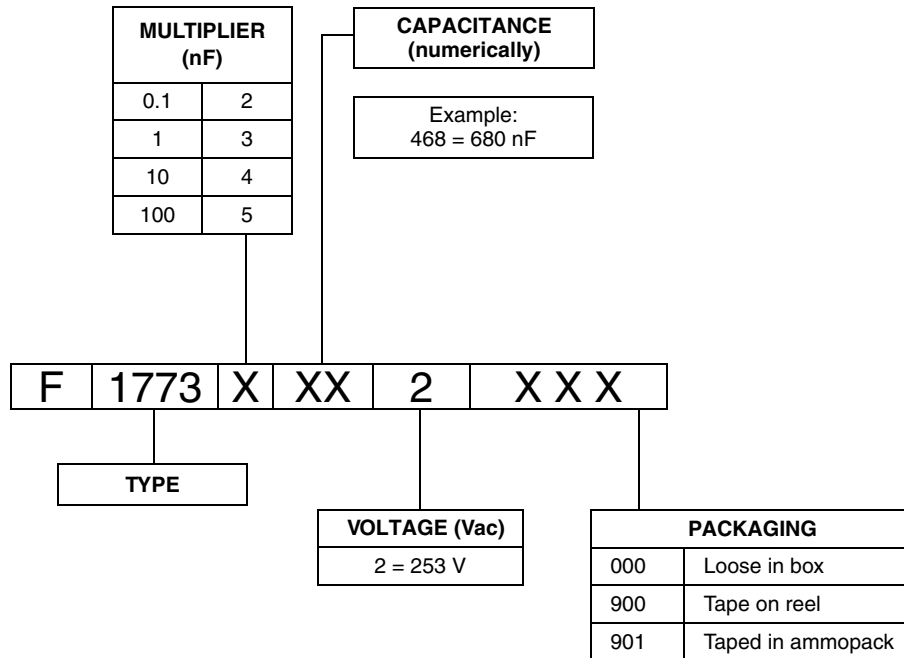 MULTIPLIER
(nF)
0.1 2
1 3
10 4
100 5
CAPACITANCE
(numerically)
Example:
468 = 680 nF
F 1773 X XX 2 X X X
TYPE
VOLTAGE (Vac)
2 = 253 V
PACKAGING
000 Loose in box
900 Tape on reel
901 Taped in ammopack